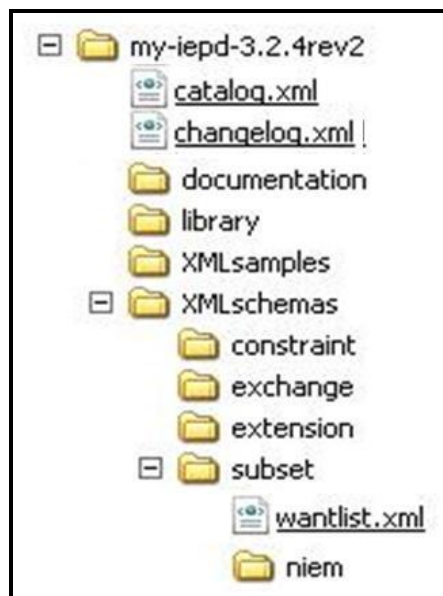 my-iepd-3.2.4rev2
catalog.xml
changelog.xml
documentation
library
XMLsamples
XMLschemas
constraint
exchange
extension
subset
wantlist.xml
niem